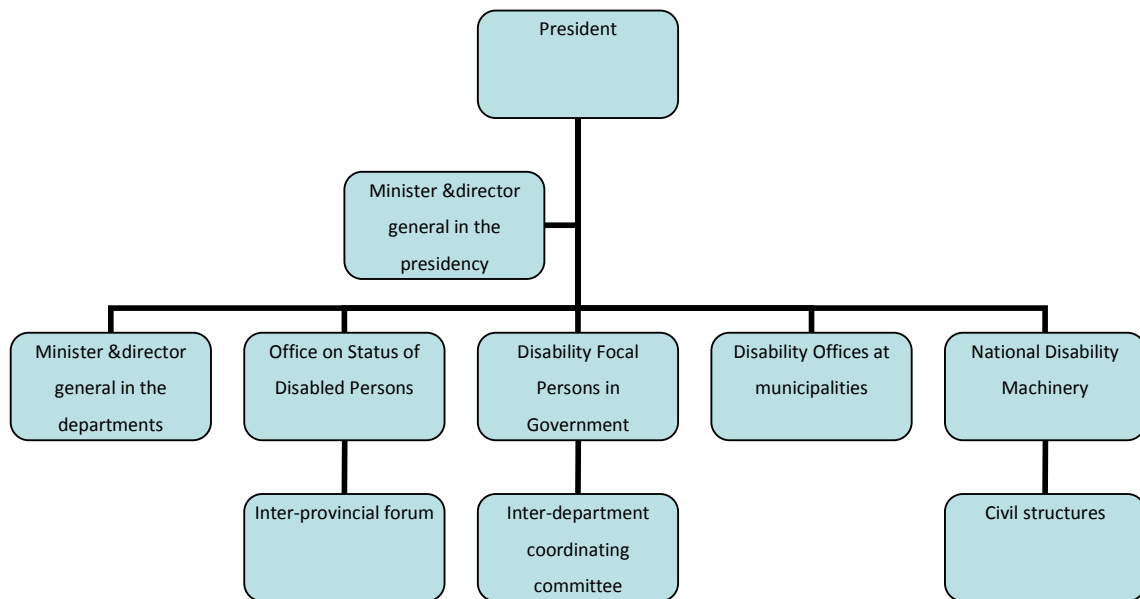 President
Minister &director
general in the
presidency
Minister &director
general in the
departments
Office on Status of
Disabled Persons
Disability Focal
Persons in
Government
Disability Offices at
municipalities
National Disability
Machinery
Inter-provincial forum
Inter-department
coordinating
committee
Civil structures